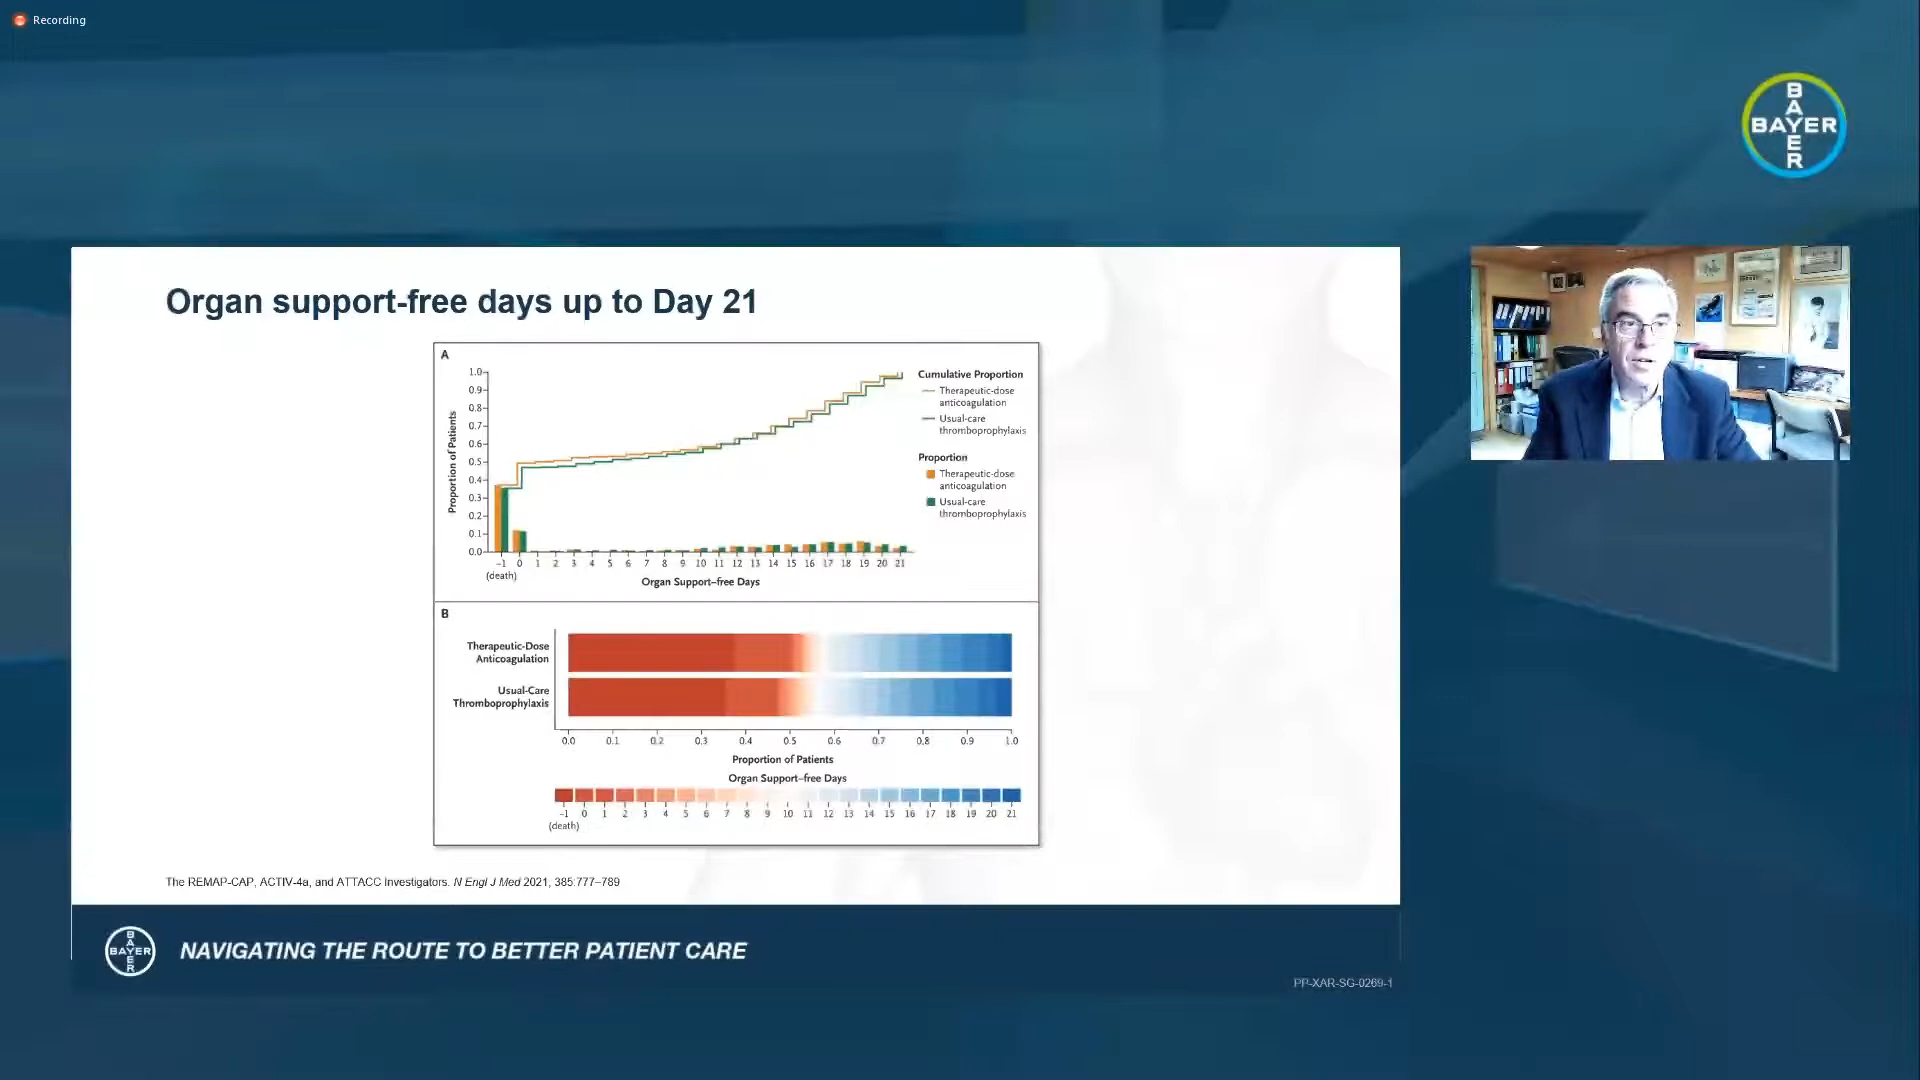 Recording
BAYER
BAYER
Organ support-free days up to Day 21
A
1.0
0.9
0.8
0.7
0.6
0.5
0.4
0.3
0.2
0.1
0.0
Proportion of Patients
–1 0 1 2 3 4 5 6 7 8 9 10 11 12 13 14 15 16 17 18 19 20 21
(death)
Organ Support–free Days
Cumulative Proportion
Therapeutic-dose
anticoagulation
Usual-care
thromboprophylaxis
Proportion
Therapeutic-dose
anticoagulation
Usual-care
thromboprophylaxis
B
Therapeutic-Dose
Anticoagulation
Usual-Care
Thromboprophylaxis
0.0 0.1 0.2 0.3 0.4 0.5 0.6 0.7 0.8 0.9 1.0
Proportion of Patients
Organ Support–free Days
–1 0 1 2 3 4 5 6 7 8 9 10 11 12 13 14 15 16 17 18 19 20 21
(death)
The REMAP-CAP, ACTIV-4a, and ATTACC Investigators. N Engl J Med 2021, 385:777–789
BAYER
BAYER
NAVIGATING THE ROUTE TO BETTER PATIENT CARE
PP-XAR-SG-0269-1